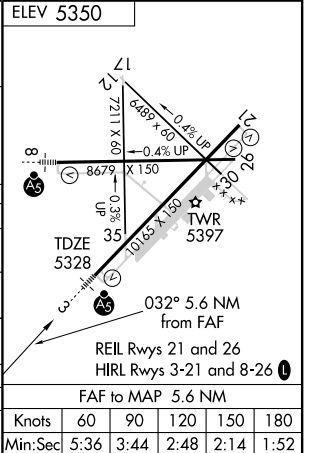 ELEV 5350
17
12
21
7211 X 60
6489 X 60
0.4% UP
0.4% UP
8
V
26
V
V
8679 X 150
A5
30
0.3%
UP
TWR
5397
35
10165 X 150
TDZE
5328
V
A5
3
032° 5.6 NM
from FAF
REIL Rwys 21 and 26
HIRL Rwys 3-21 and 8-26 L
FAF to MAP 5.6 NM
Knots 60 90 120 150 180
Min:Sec 5:36 3:44 2:48 2:14 1:52